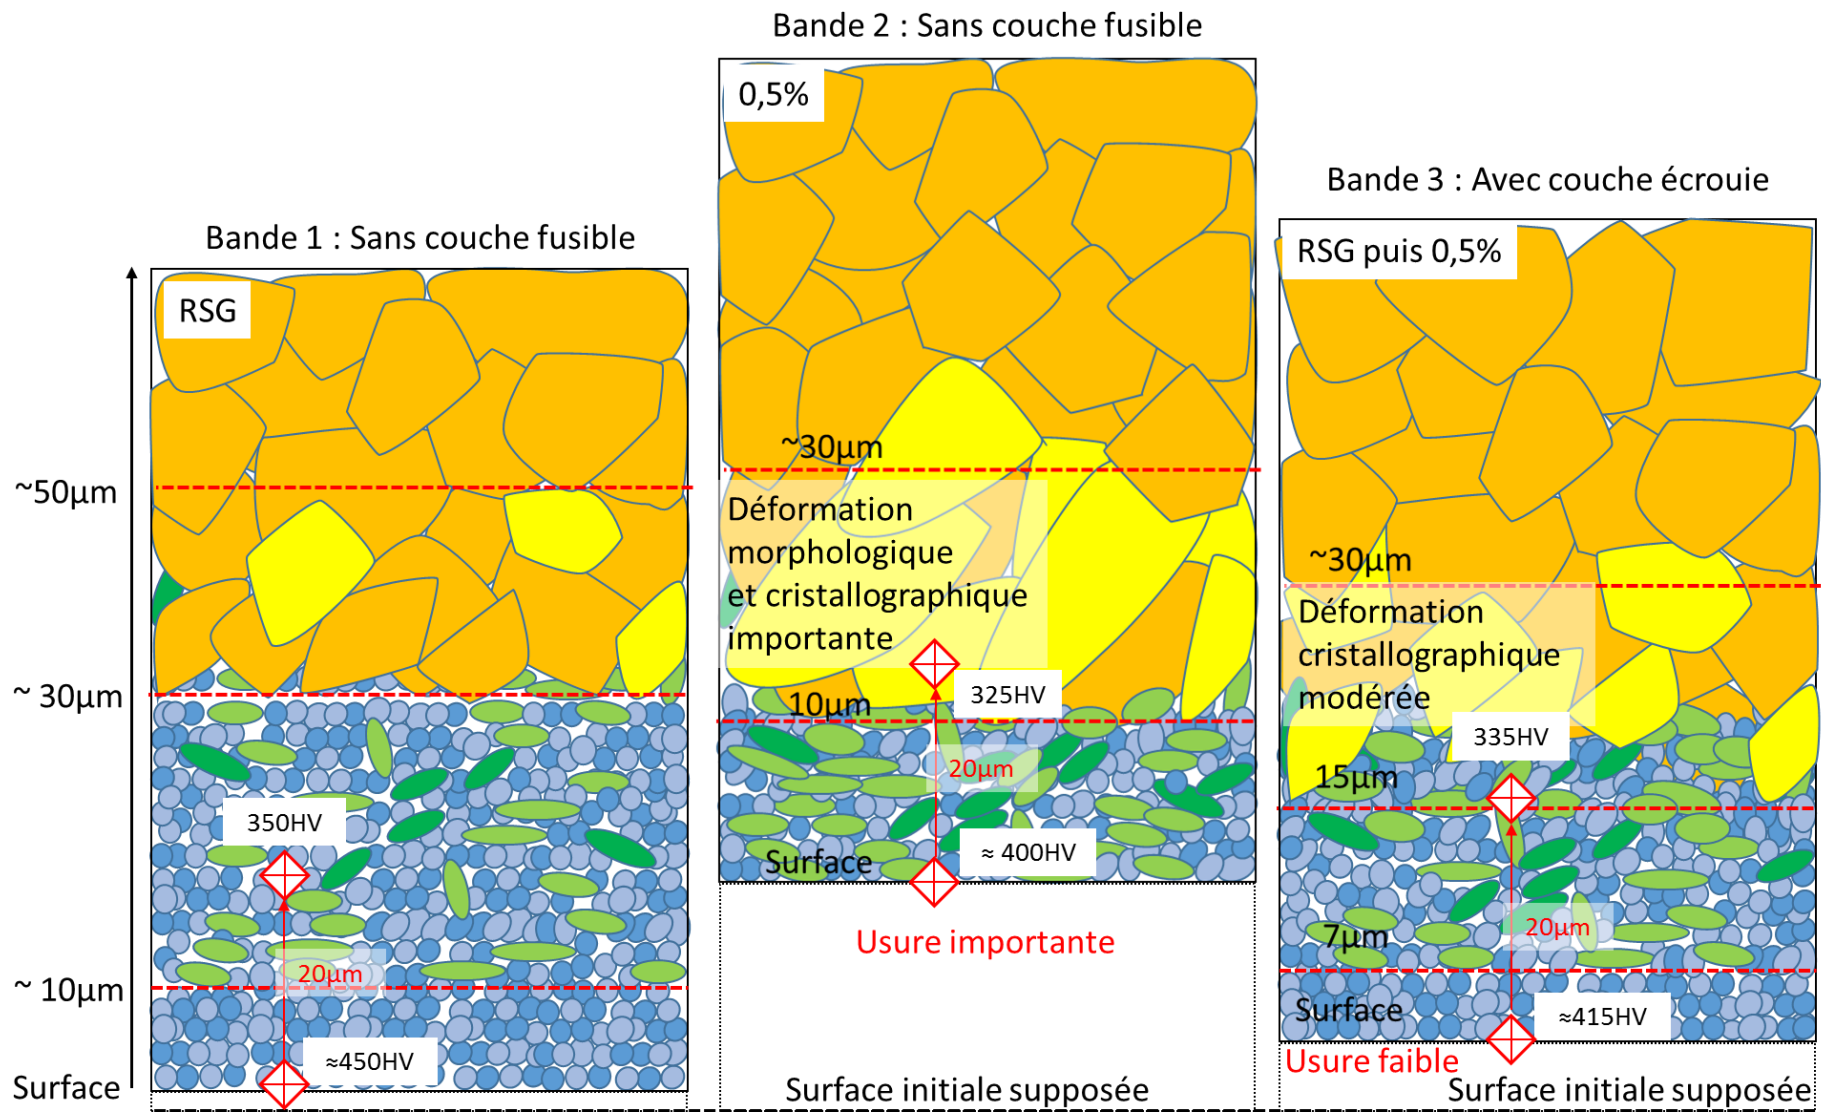 Bande 1 : Sans couche fusible
RSG
~50µm
~ 30µm
350HV
20µm
~ 10µm
≈450HV
Surface
Bande 2 : Sans couche fusible
0,5%
~30µm
Déformation
morphologique
et cristallographique
importante
325HV
10µm
20µm
≈ 400HV
Surface
Usure importante
Surface initiale supposée
Bande 3 : Avec couche écrouie
RSG puis 0,5%
~30µm
Déformation
cristallographique
modérée
335HV
15µm
20µm
7µm
Surface
≈415HV
Usure faible
Surface initiale supposée